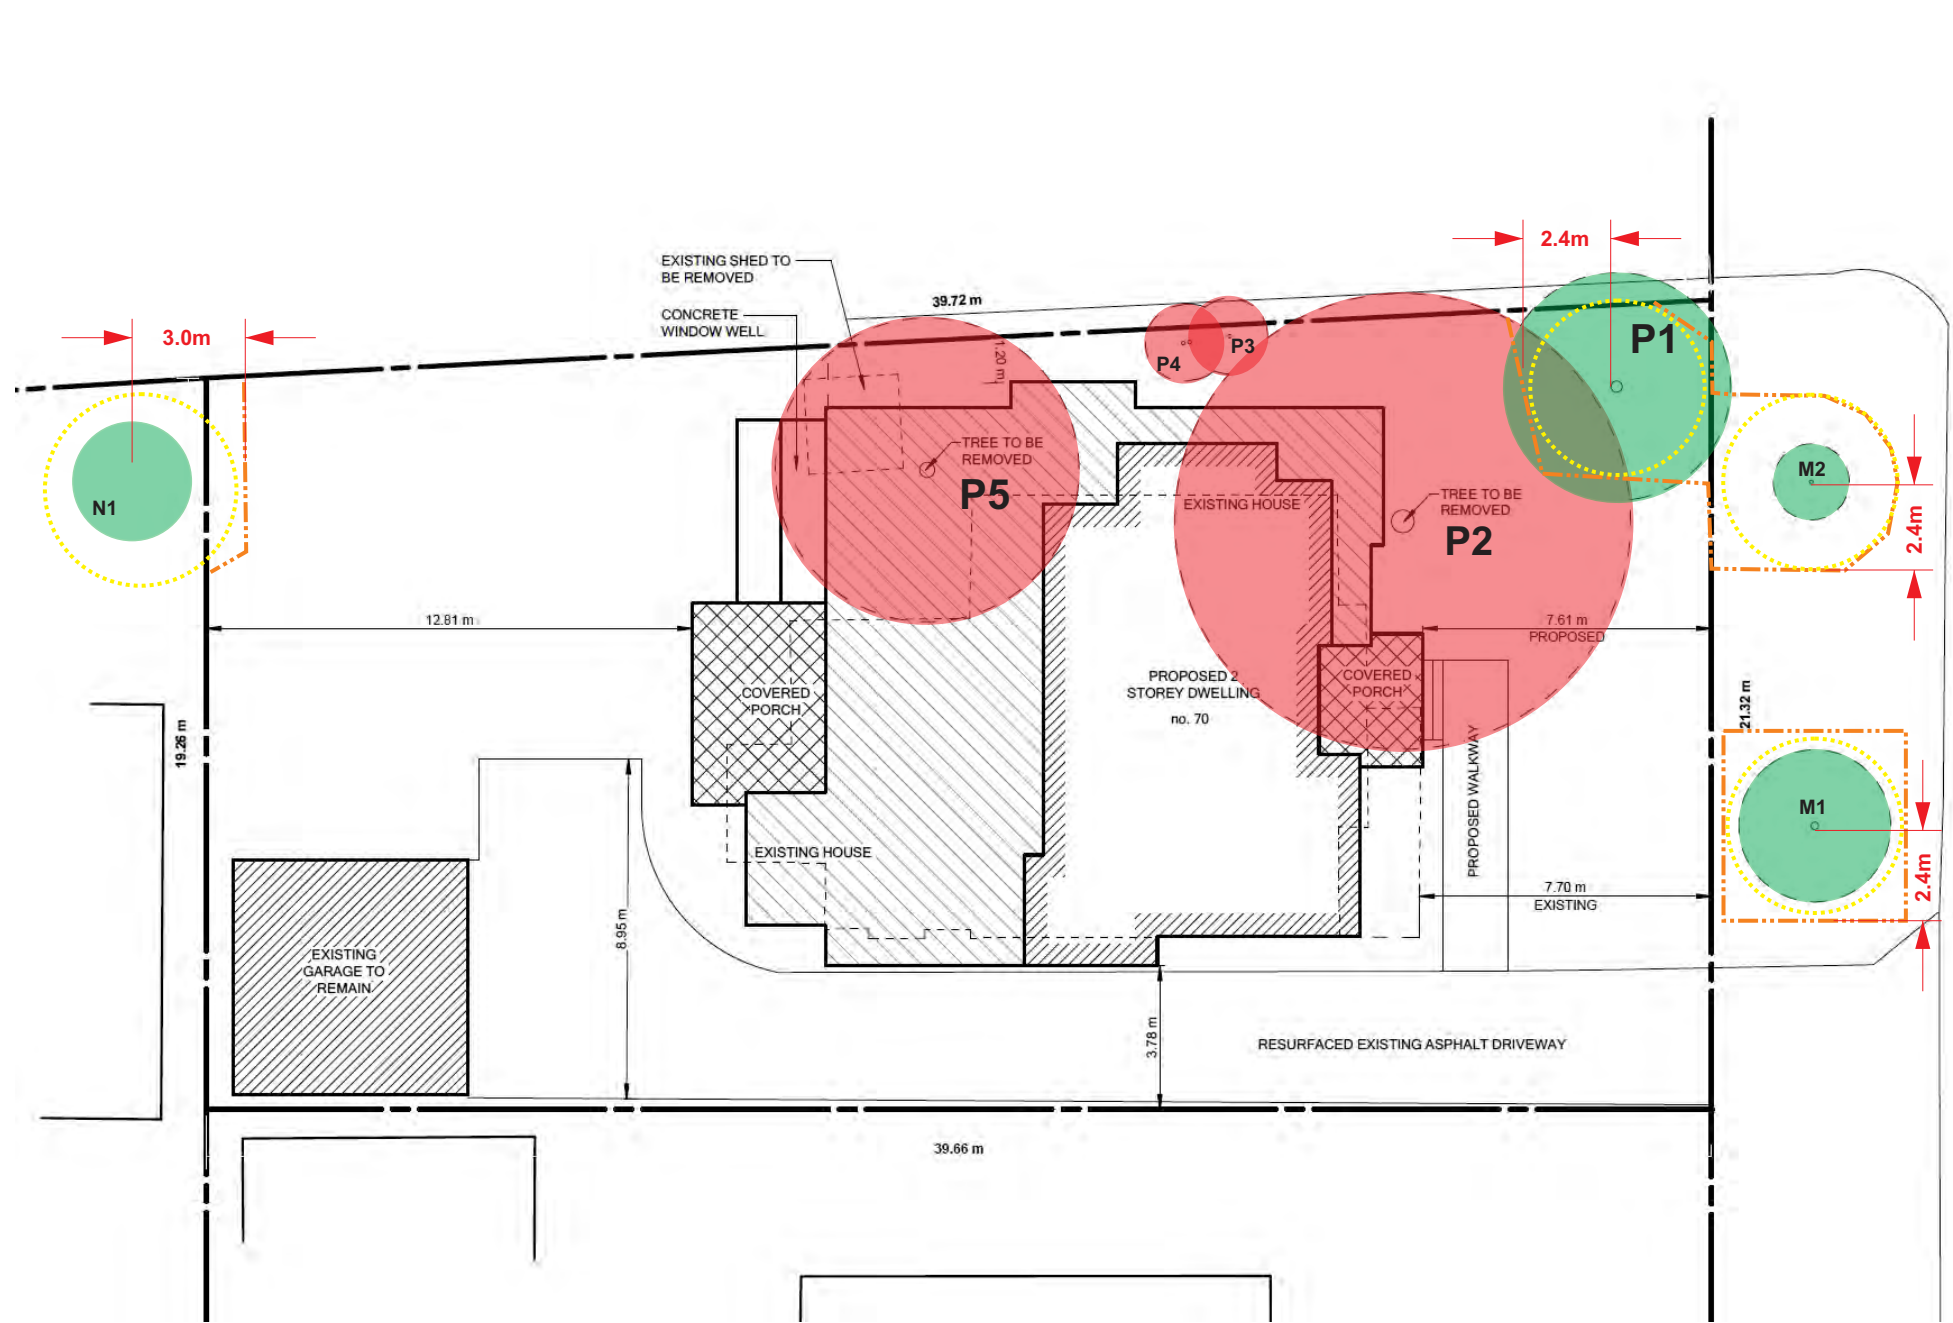 2.4m
EXISTING SHED TO
BE REMOVED
39.72 m
CONCRETE
WINDOW WELL
3.0m
1.20 m
P1
P3
P4
TREE TO BE
REMOVED
P5
EXISTING HOUSE
TREE TO BE
REMOVED
P2
M2
N1
2.4m
12.81 m
7.61 m
PROPOSED
COVERED
PORCH
PROPOSED 2
STOREY DWELLING
no. 70
COVERED
PORCH
21.32 m
19.26 m
PROPOSED WALKWAY
M1
EXISTING HOUSE
2.4m
7.70 m
EXISTING
8.95 m
EXISTING
GARAGE TO
REMAIN
3.78 m
RESURFACED EXISTING ASPHALT DRIVEWAY
39.66 m